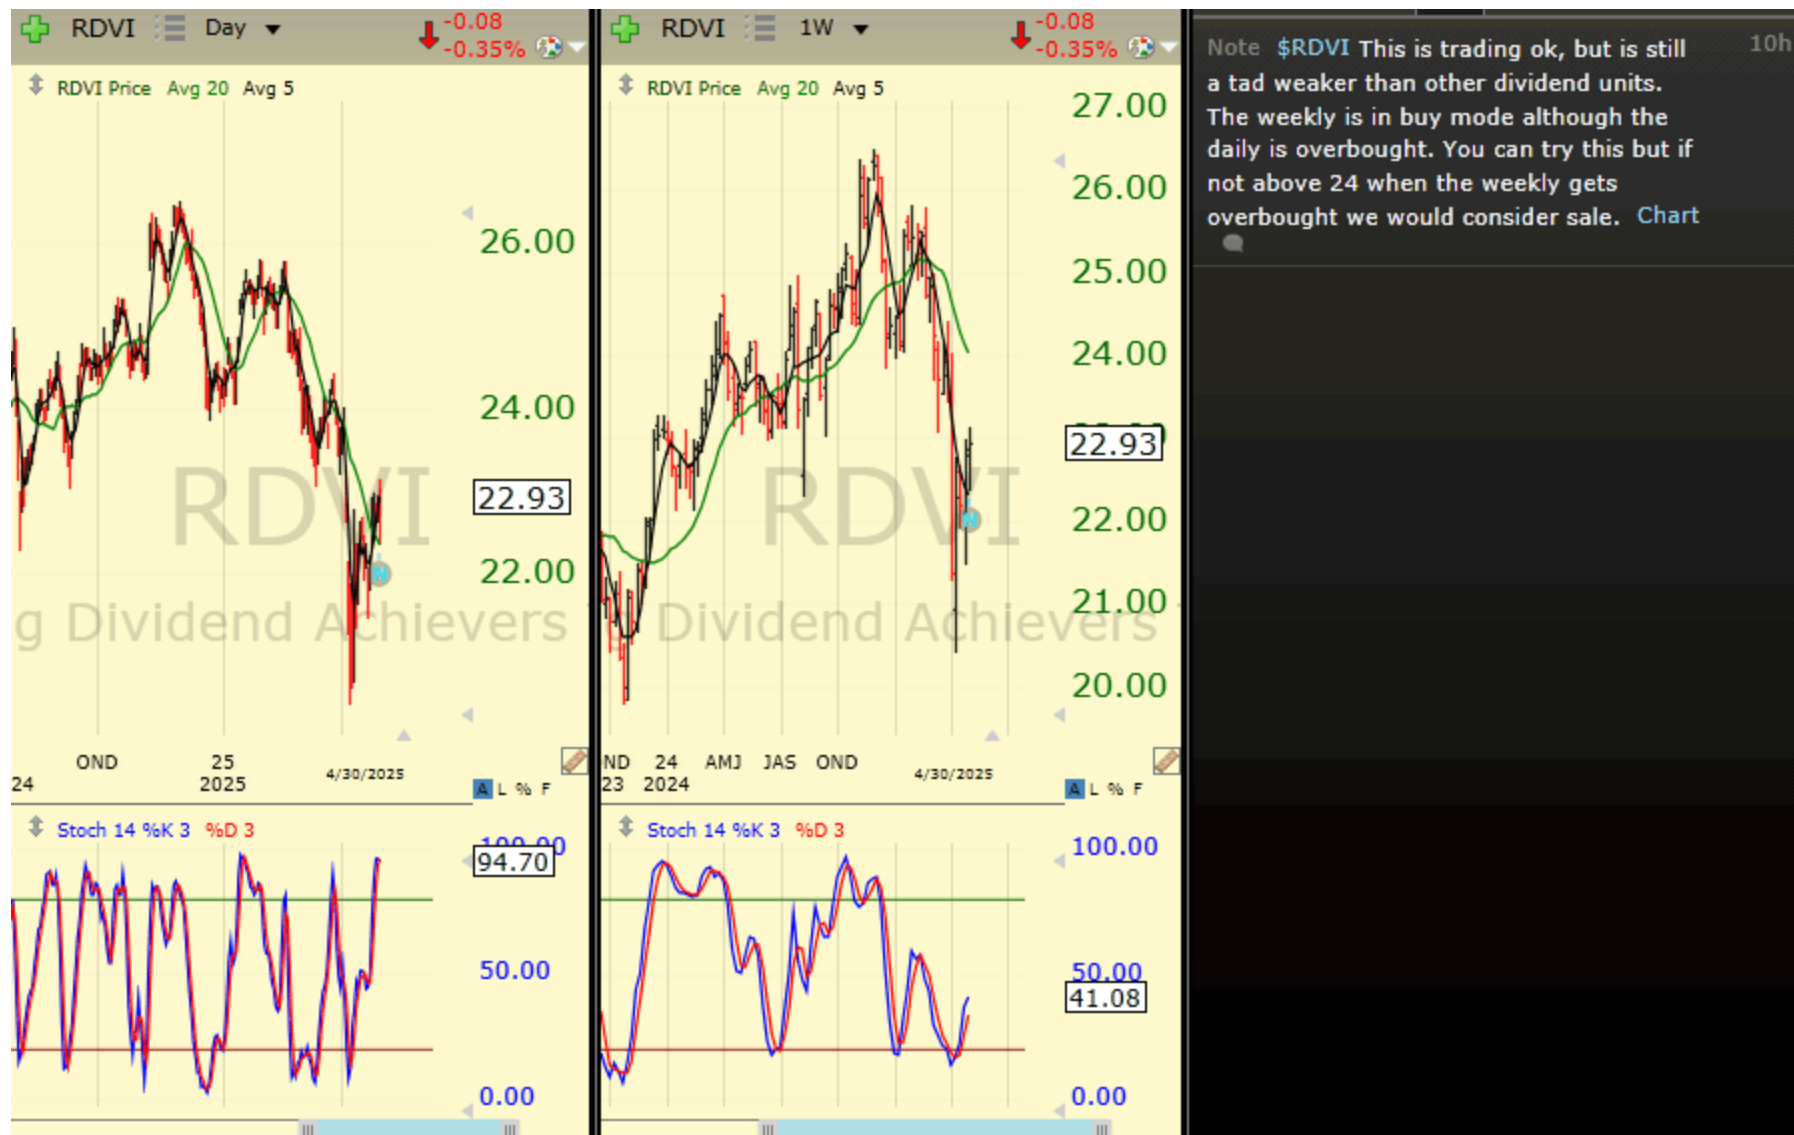 RDVI Day
-0.08
-0.35%
RDVI Price Avg 20 Avg 5
26.00
24.00
22.93
22.00
RDVI
g Dividend Achievers
OND 25 4/30/2025
24 2025
A L % F
Stoch 14 %K 3 %D 3
100.00
94.70
50.00
0.00
RDVI 1W
-0.08
-0.35%
RDVI Price Avg 20 Avg 5
27.00
26.00
25.00
24.00
22.93
22.00
21.00
20.00
RDVI
g Dividend Achievers
ND 24 AMJ JAS OND 4/30/2025
23 2024
A L % F
Stoch 14 %K 3 %D 3
100.00
50.00
41.08
0.00
Note $RDVI This is trading ok, but is still 10h
a tad weaker than other dividend units.
The weekly is in buy mode although the
daily is overbought. You can try this but if
not above 24 when the weekly gets
overbought we would consider sale. Chart